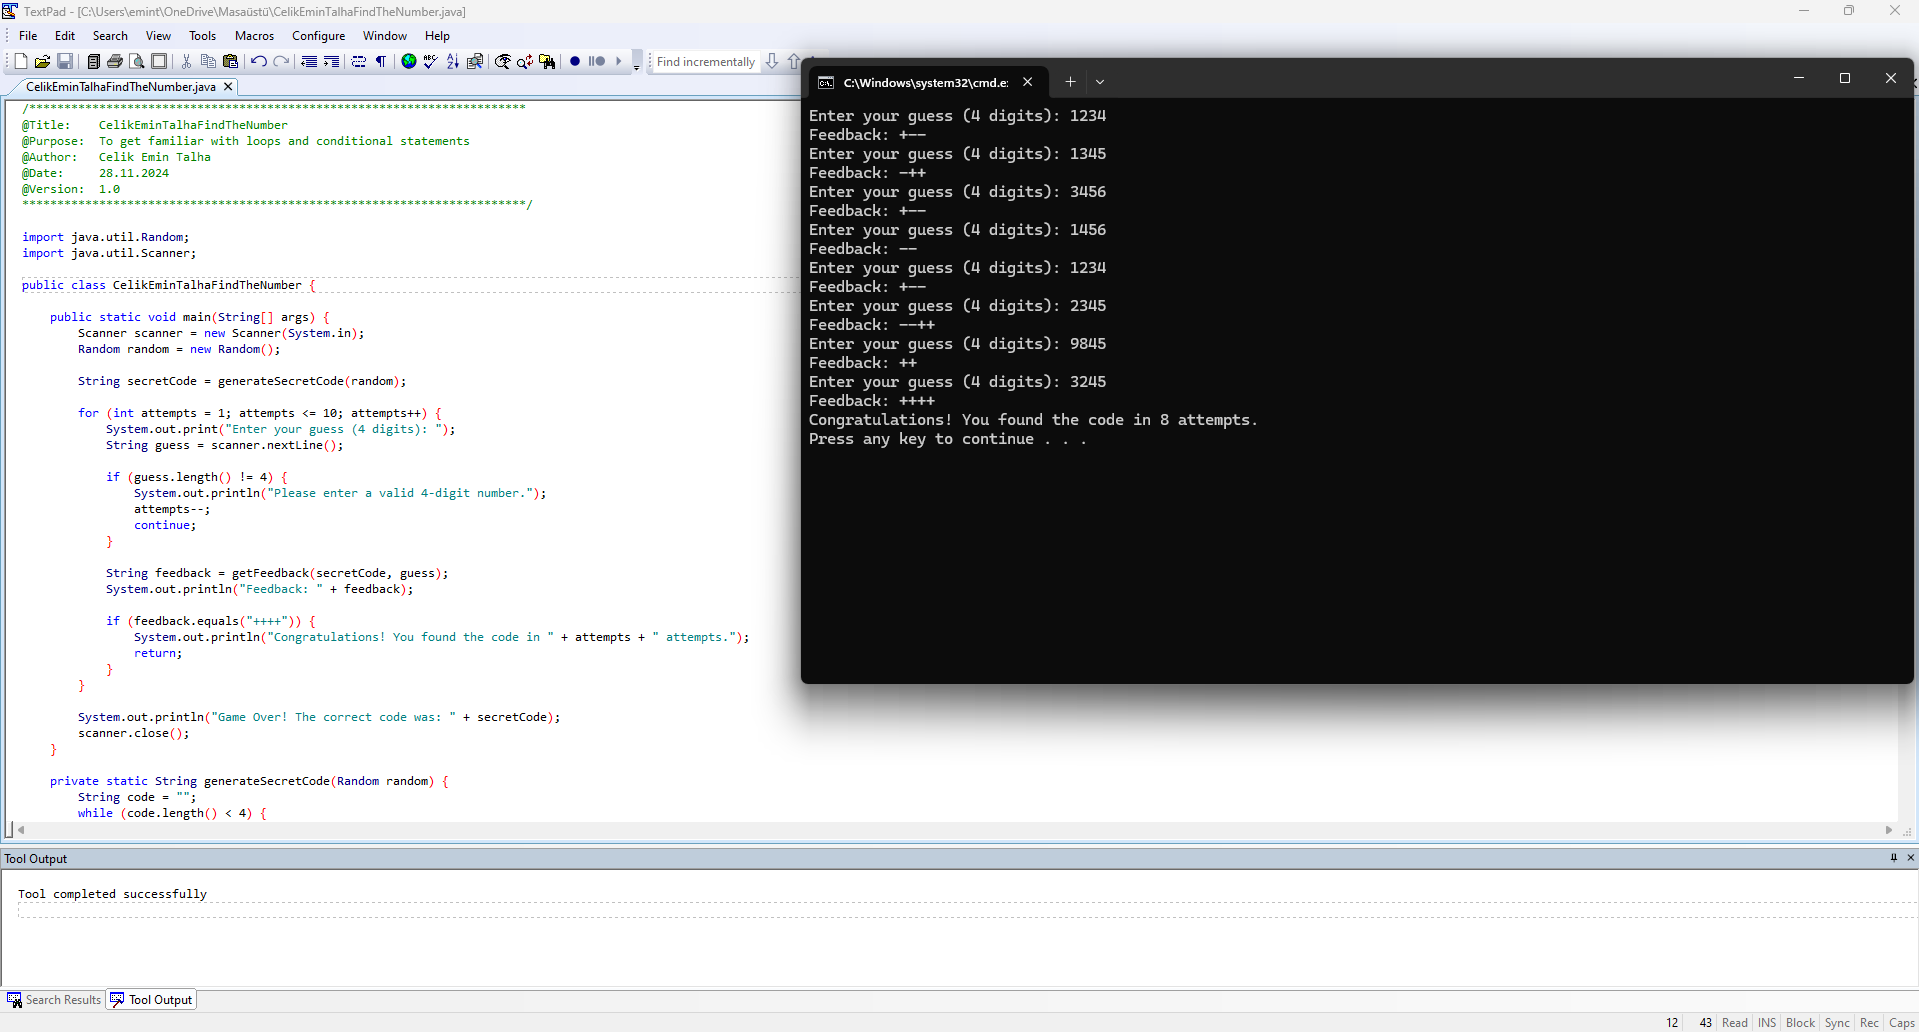 TextPad - [C:\Users\emint\OneDrive\Masaüstü\CelikEminTalhaFindTheNumber.java]
File Edit Search View Tools Macros Configure Window Help
Find incrementally
CelikEminTalhaFindTheNumber.java
/************************************************************************
@Title: CelikEminTalhaFindTheNumber
@Purpose: To get familiar with loops and conditional statements
@Author: Celik Emin Talha
@Date: 28.11.2024
@Version: 1.0
************************************************************************/
import java.util.Random;
import java.util.Scanner;
public class CelikEminTalhaFindTheNumber {
public static void main(String[] args) {
Scanner scanner = new Scanner(System.in);
Random random = new Random();
String secretCode = generateSecretCode(random);
for (int attempts = 1; attempts <= 10; attempts++) {
System.out.print("Enter your guess (4 digits): ");
String guess = scanner.nextLine();
if (guess.length() != 4) {
System.out.println("Please enter a valid 4-digit number.");
attempts--;
continue;
}
String feedback = getFeedback(secretCode, guess);
System.out.println("Feedback: " + feedback);
if (feedback.equals("++++")) {
System.out.println("Congratulations! You found the code in " + attempts + " attempts.");
return;
}
}
System.out.println("Game Over! The correct code was: " + secretCode);
scanner.close();
}
private static String generateSecretCode(Random random) {
String code = "";
while (code.length() < 4) {
C:\Windows\system32\cmd.e:
Enter your guess (4 digits): 1234
Feedback: +--
Enter your guess (4 digits): 1345
Feedback: -++
Enter your guess (4 digits): 3456
Feedback: +--
Enter your guess (4 digits): 1456
Feedback: --
Enter your guess (4 digits): 1234
Feedback: +--
Enter your guess (4 digits): 2345
Feedback: --++
Enter your guess (4 digits): 9845
Feedback: ++
Enter your guess (4 digits): 3245
Feedback: ++++
Congratulations! You found the code in 8 attempts.
Press any key to continue . . .
Tool Output
Tool completed successfully
Search Results Tool Output
12 43 Read INS Block Sync Rec Caps